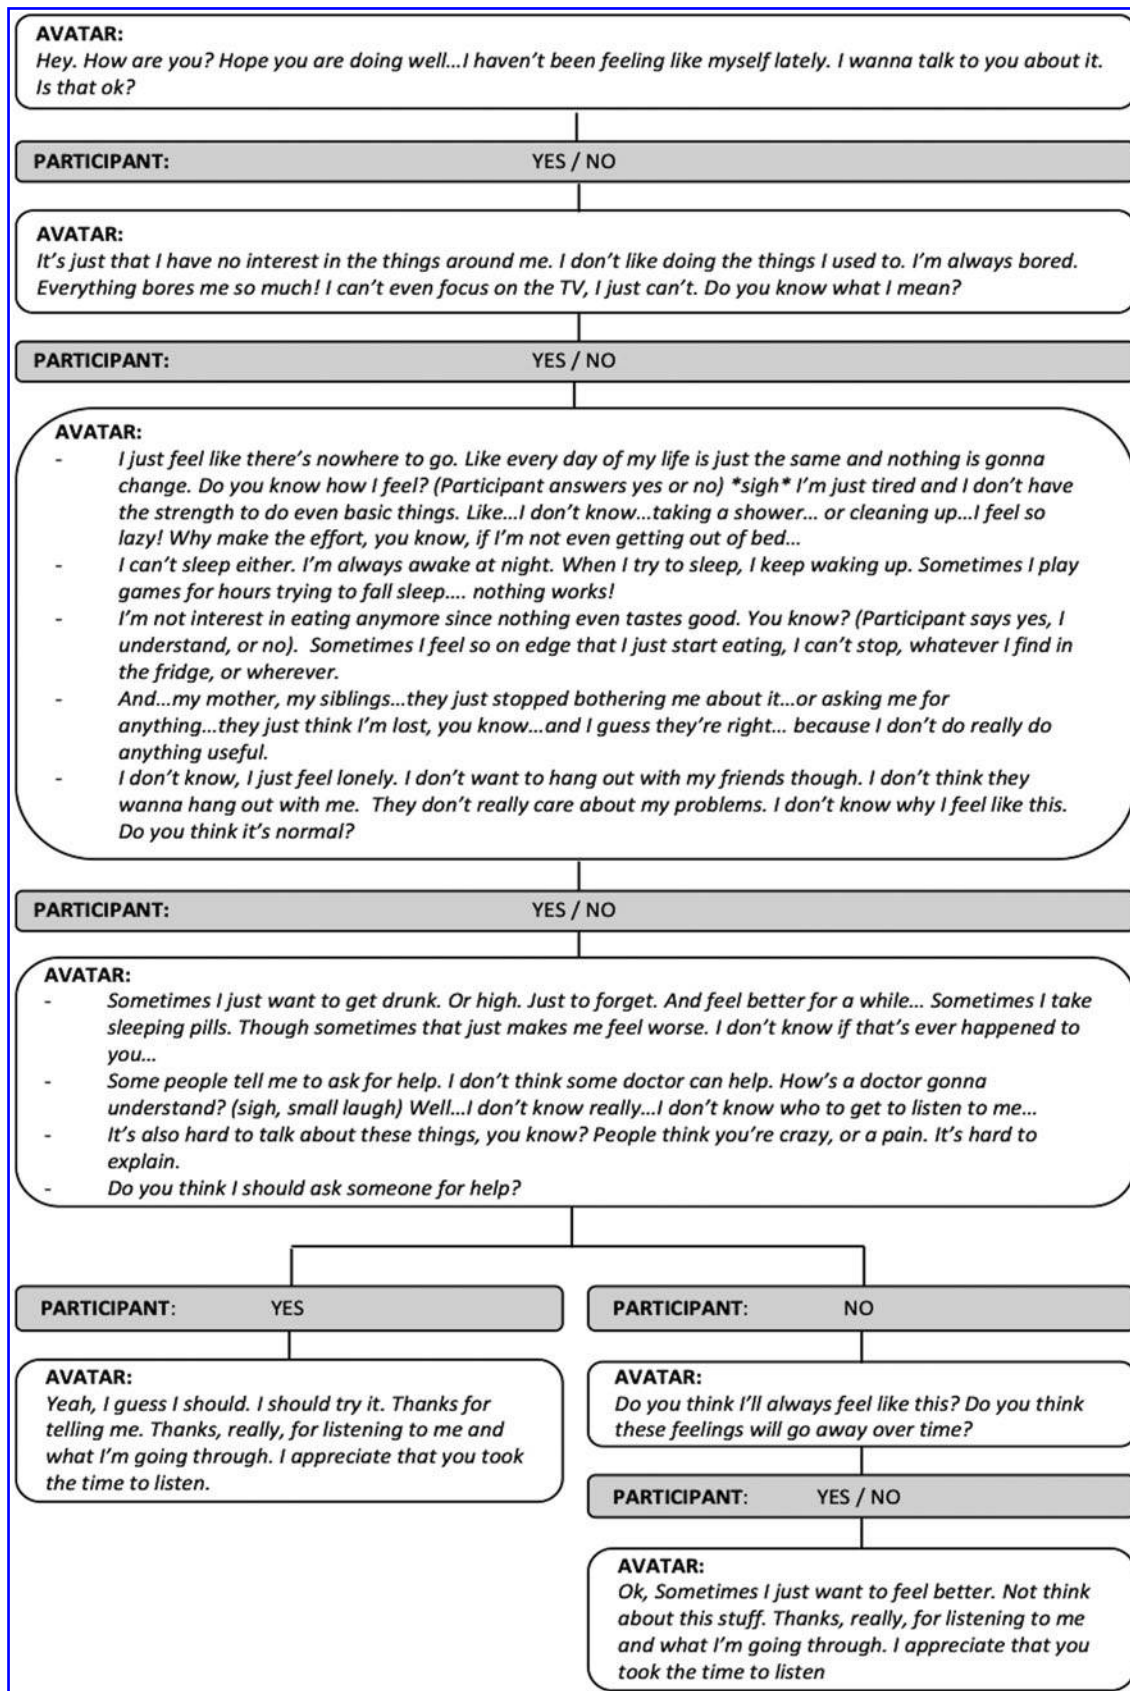 AVATAR:
Hey. How are you? Hope you are doing well...I haven't been feeling like myself lately. I wanna talk to you about it.
Is that ok?
PARTICIPANT: YES / NO
AVATAR:
It's just that I have no interest in the things around me. I don't like doing the things I used to. I'm always bored.
Everything bores me so much! I can't even focus on the TV, I just can't. Do you know what I mean?
PARTICIPANT: YES / NO
AVATAR:
- I just feel like there's nowhere to go. Like every day of my life is just the same and nothing is gonna
change. Do you know how I feel? (Participant answers yes or no) *sigh* I'm just tired and I don't have
the strength to do even basic things. Like...I don't know...taking a shower... or cleaning up...I feel so
lazy! Why make the effort, you know, if I'm not even getting out of bed...
- I can't sleep either. I'm always awake at night. When I try to sleep, I keep waking up. Sometimes I play
games for hours trying to fall sleep.... nothing works!
- I'm not interest in eating anymore since nothing even tastes good. You know? (Participant says yes, I
understand, or no). Sometimes I feel so on edge that I just start eating, I can't stop, whatever I find in
the fridge, or wherever.
- And...my mother, my siblings...they just stopped bothering me about it...or asking me for
anything...they just think I'm lost, you know...and I guess they're right... because I don't do really do
anything useful.
- I don't know, I just feel lonely. I don't want to hang out with my friends though. I don't think they
wanna hang out with me. They don't really care about my problems. I don't know why I feel like this.
Do you think it's normal?
PARTICIPANT: YES / NO
AVATAR:
- Sometimes I just want to get drunk. Or high. Just to forget. And feel better for a while... Sometimes I take
sleeping pills. Though sometimes that just makes me feel worse. I don't know if that's ever happened to
you...
- Some people tell me to ask for help. I don't think some doctor can help. How's a doctor gonna
understand? (sigh, small laugh) Well...I don't know really...I don't know who to get to listen to me...
- It's also hard to talk about these things, you know? People think you're crazy, or a pain. It's hard to
explain.
- Do you think I should ask someone for help?
PARTICIPANT: YES
AVATAR:
Yeah, I guess I should. I should try it. Thanks for
telling me. Thanks, really, for listening to me and
what I'm going through. I appreciate that you took
the time to listen.
PARTICIPANT: NO
AVATAR:
Do you think I'll always feel like this? Do you think
these feelings will go away over time?
PARTICIPANT: YES / NO
AVATAR:
Ok, Sometimes I just want to feel better. Not think
about this stuff. Thanks, really, for listening to me
and what I'm going through. I appreciate that you
took the time to listen